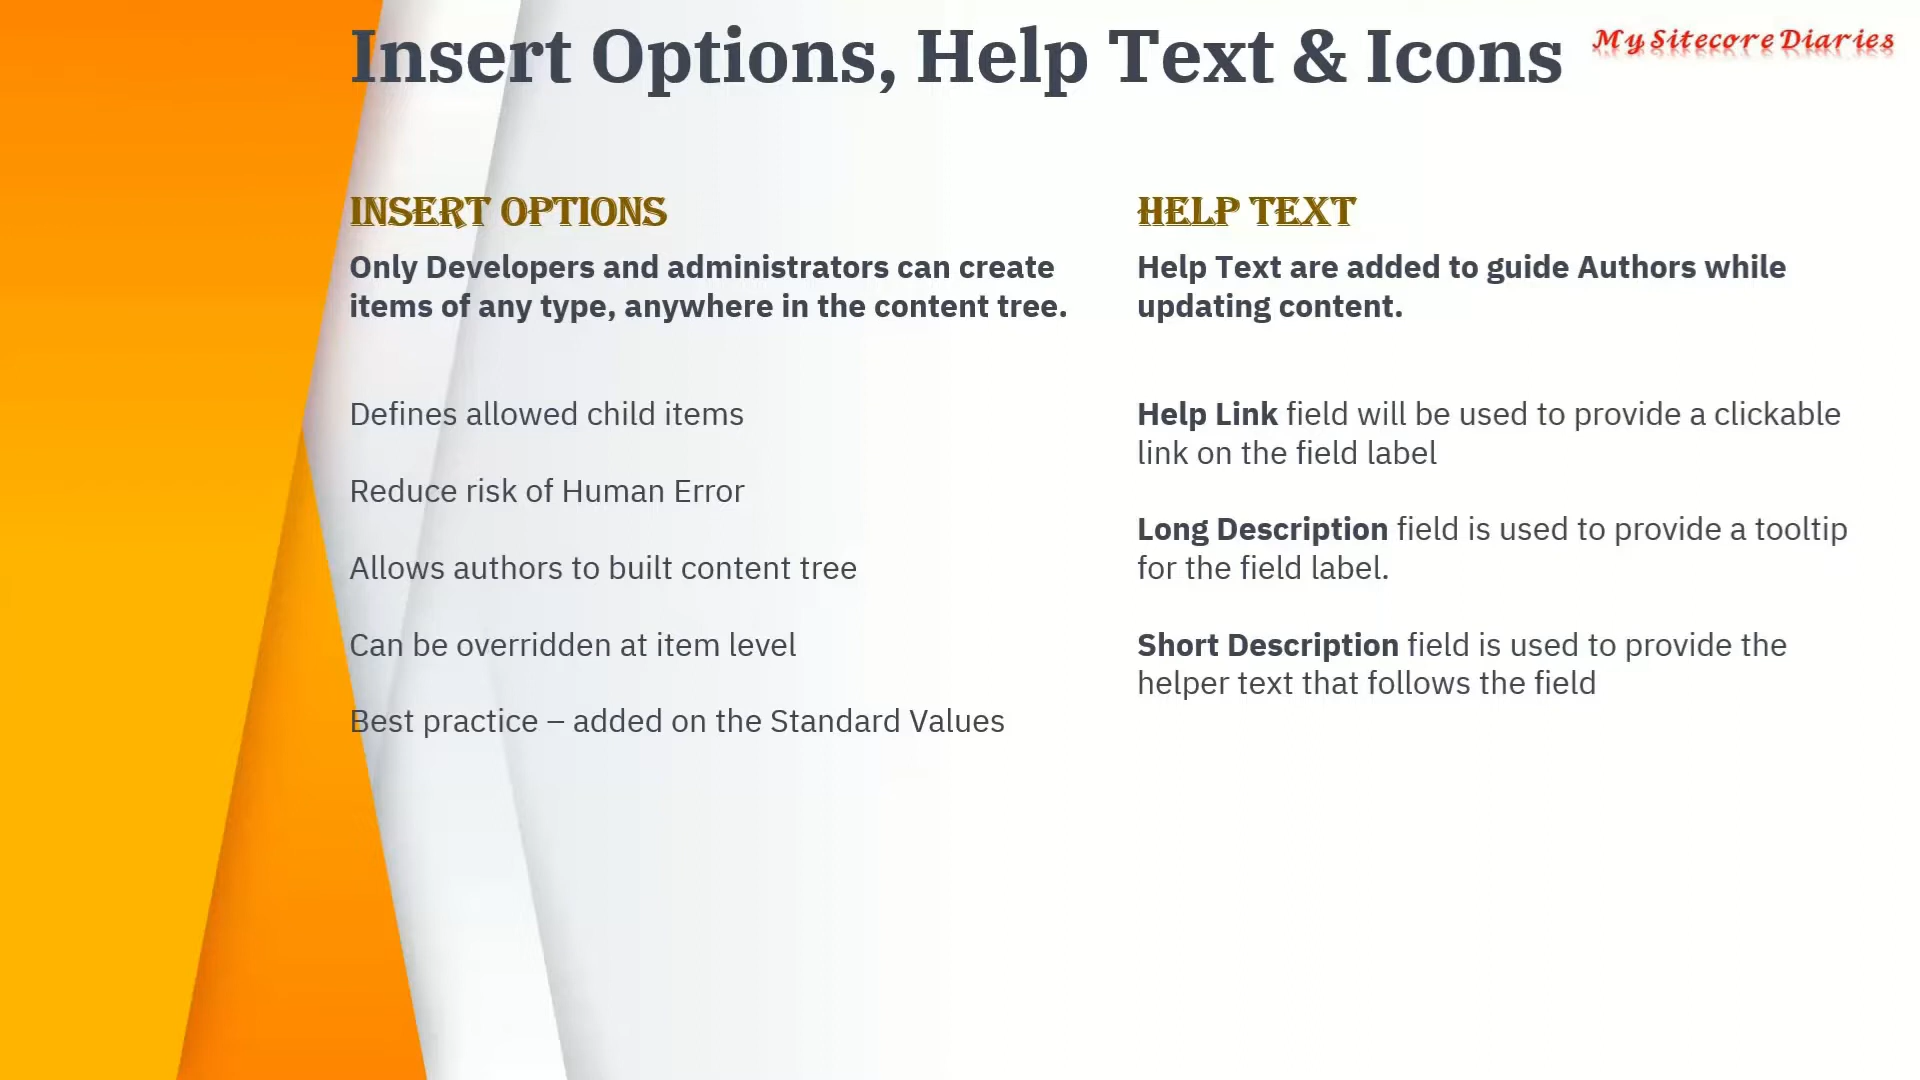 Insert Options, Help Text & Icons
My Sitecore Diaries
INSERT OPTIONS
Only Developers and administrators can create
items of any type, anywhere in the content tree.
Defines allowed child items
Reduce risk of Human Error
Allows authors to built content tree
Can be overridden at item level
Best practice – added on the Standard Values
HELP TEXT
Help Text are added to guide Authors while
updating content.
Help Link field will be used to provide a clickable
link on the field label
Long Description field is used to provide a tooltip
for the field label.
Short Description field is used to provide the
helper text that follows the field